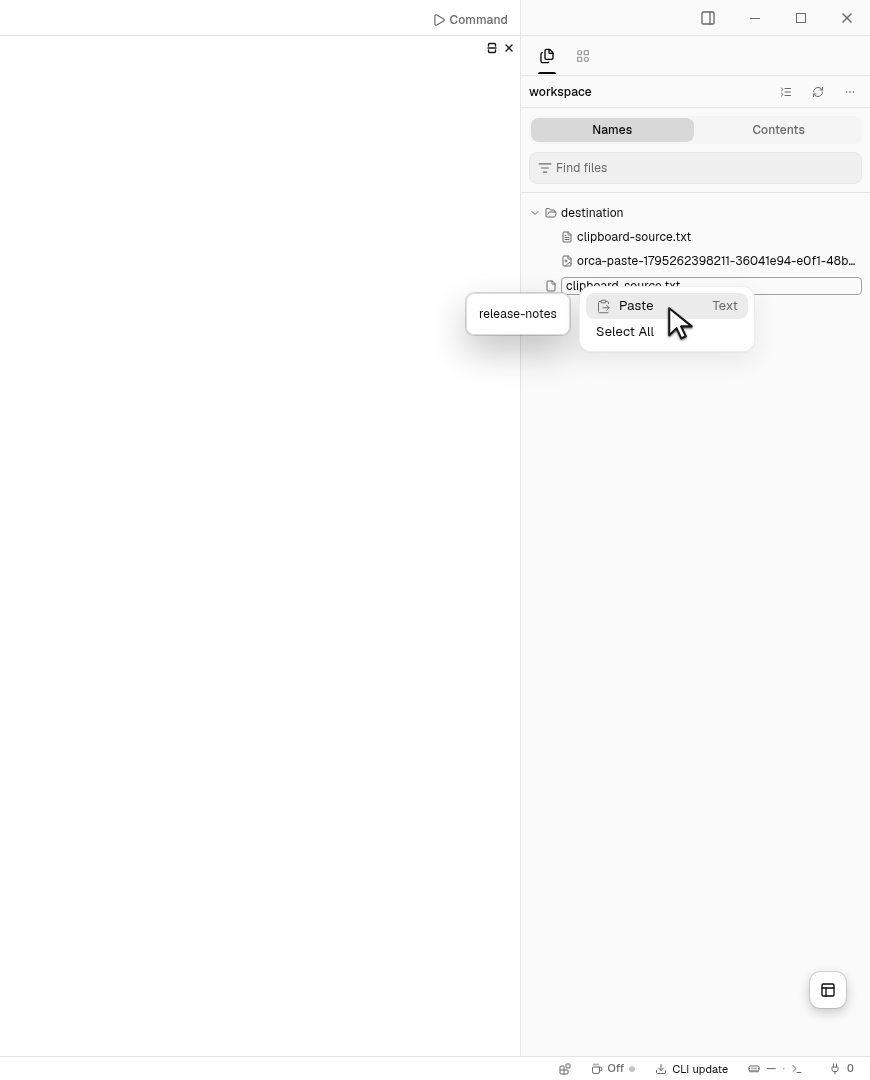 Command
workspace
Names
Contents
Find files
destination
clipboard-source.txt
orca-paste-1795262398211-36041e94-e0f1-48b…
clipboard-source.txt
release-notes
Paste
Text
Select All
Off
CLI update
0